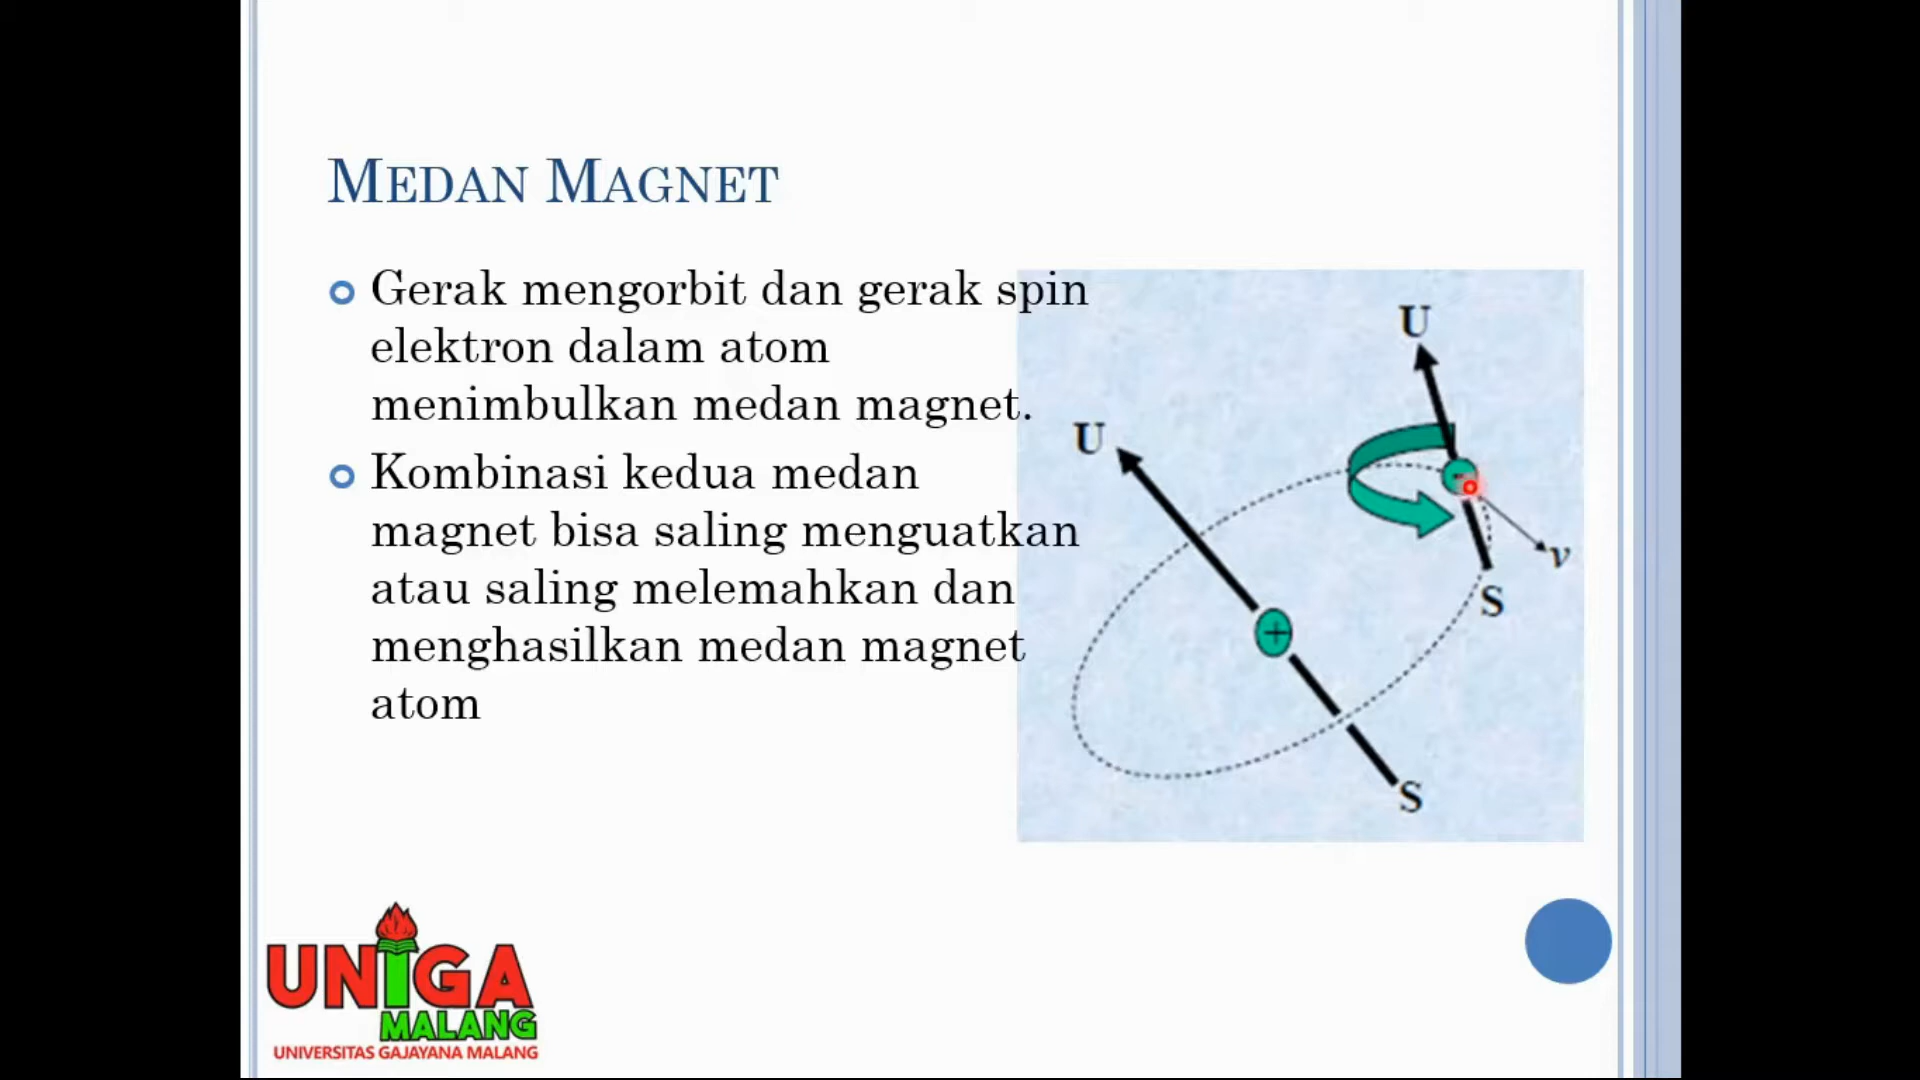 MEDAN MAGNET
Gerak mengorbit dan gerak spin
elektron dalam atom
menimbulkan medan magnet.
Kombinasi kedua medan
magnet bisa saling menguatkan
atau saling melemahkan dan
menghasilkan medan magnet
atom
U
U
v
S
+
S
UNIGA
MALANG
UNIVERSITAS GAJAYANA MALANG